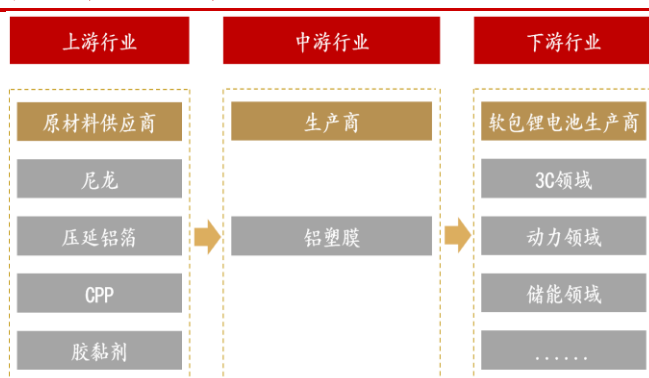 上游行业
中游行业
下游行业
原材料供应商
生产商
软包锂电池生产商
尼龙
3C领域
压延铝箔
铝塑膜
动力领域
CPP
储能领域
胶黏剂
......